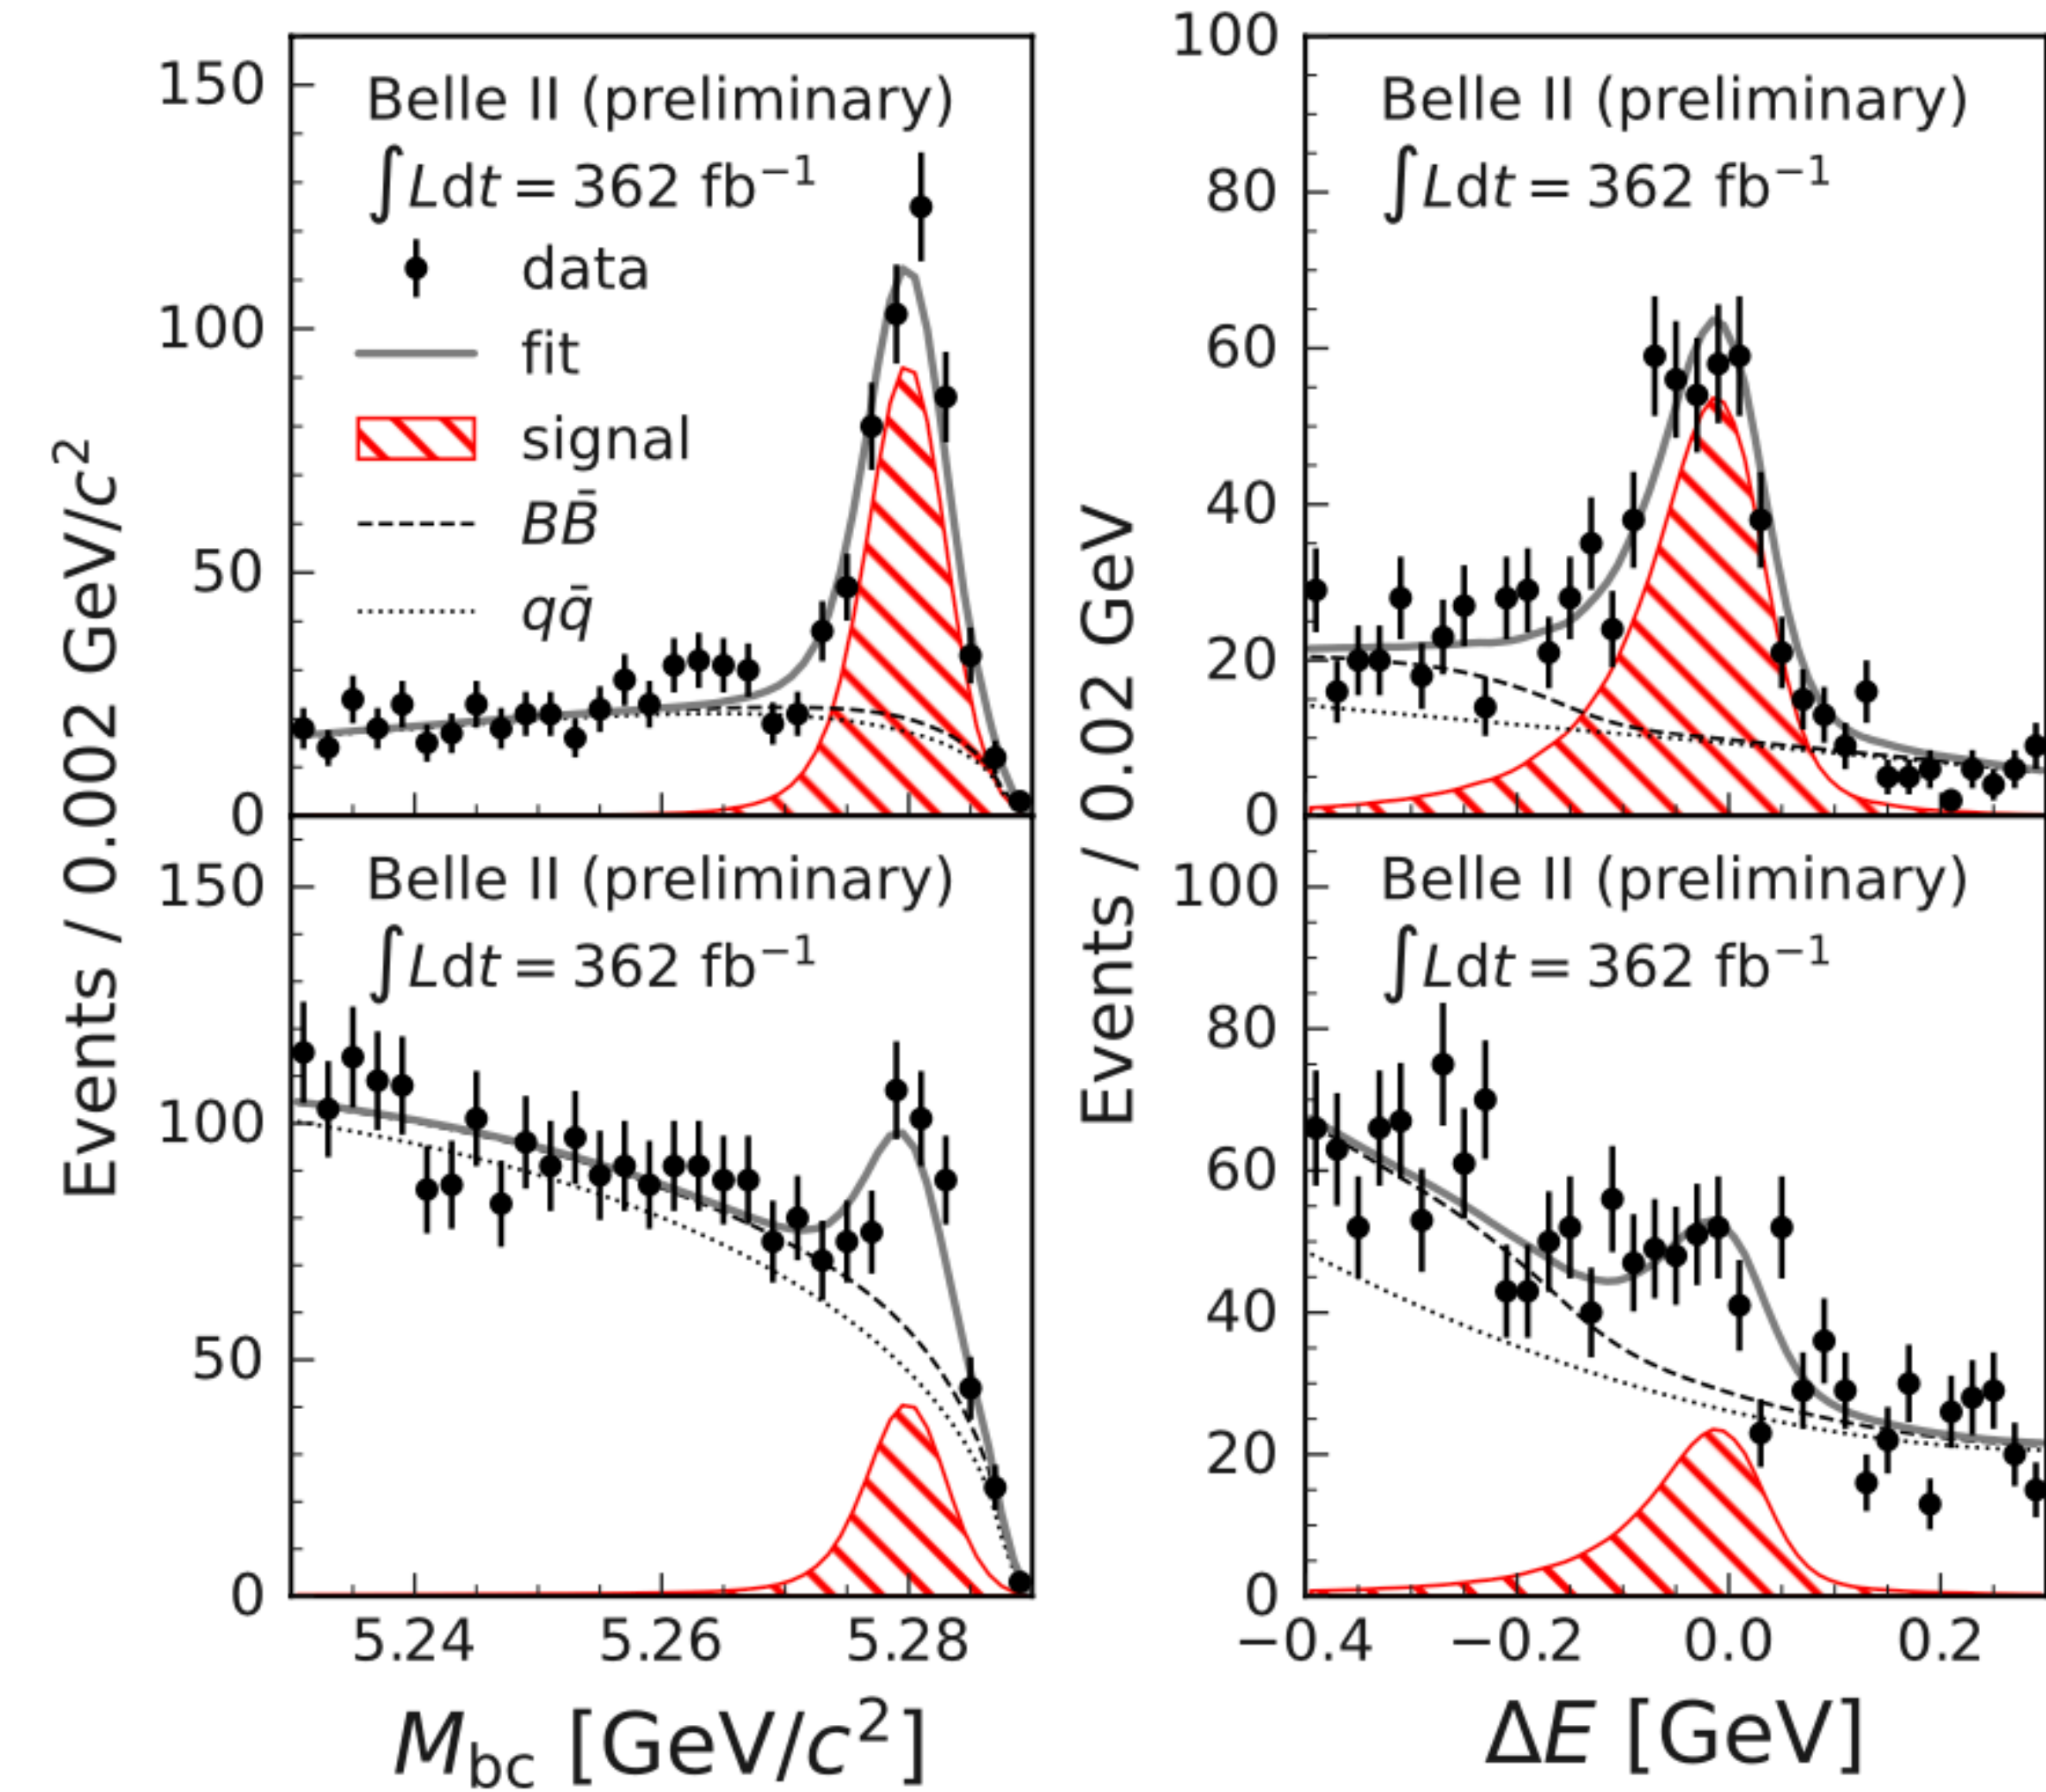 Events / 0.002 GeV/c²
150
100
50
0
Belle II (preliminary)
∫Ldt = 362 fb⁻¹
data
fit
signal
BB̄
qq̄
Events / 0.02 GeV
100
80
60
40
20
0
Belle II (preliminary)
∫Ldt = 362 fb⁻¹
150
100
50
0
Belle II (preliminary)
∫Ldt = 362 fb⁻¹
5.24 5.26 5.28
M_bc [GeV/c²]
100
80
60
40
20
0
Belle II (preliminary)
∫Ldt = 362 fb⁻¹
−0.4 −0.2 0.0 0.2
ΔE [GeV]